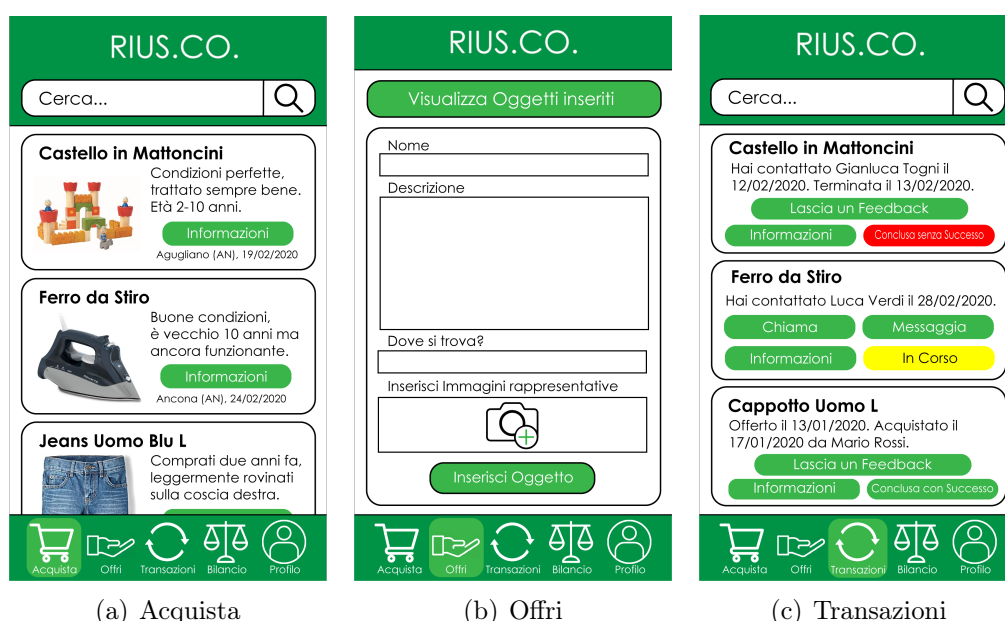 RIUS.CO.
Cerca...
Castello in Mattoncini
Condizioni perfette,
trattato sempre bene.
Età 2-10 anni.
Informazioni
Agugliano (AN), 19/02/2020
Ferro da Stiro
Buone condizioni,
è vecchio 10 anni ma
ancora funzionante.
Informazioni
Ancona (AN), 24/02/2020
Jeans Uomo Blu L
Comprati due anni fa,
leggermente rovinati
sulla coscia destra.
Acquista Offri Transazioni Bilancio Profilo
(a) Acquista
RIUS.CO.
Visualizza Oggetti inseriti
Nome
Descrizione
Dove si trova?
Inserisci Immagini rappresentative
Inserisci Oggetto
Acquista Offri Transazioni Bilancio Profilo
(b) Offri
RIUS.CO.
Cerca...
Castello in Mattoncini
Hai contattato Gianluca Togni il
12/02/2020. Terminata il 13/02/2020.
Lascia un Feedback
Informazioni Conclusa senza Successo
Ferro da Stiro
Hai contattato Luca Verdi il 28/02/2020.
Chiama Messaggia
Informazioni In Corso
Cappotto Uomo L
Offerto il 13/01/2020. Acquistato il
17/01/2020 da Mario Rossi.
Lascia un Feedback
Informazioni Conclusa con Successo
Acquista Offri Transazioni Bilancio Profilo
(c) Transazioni